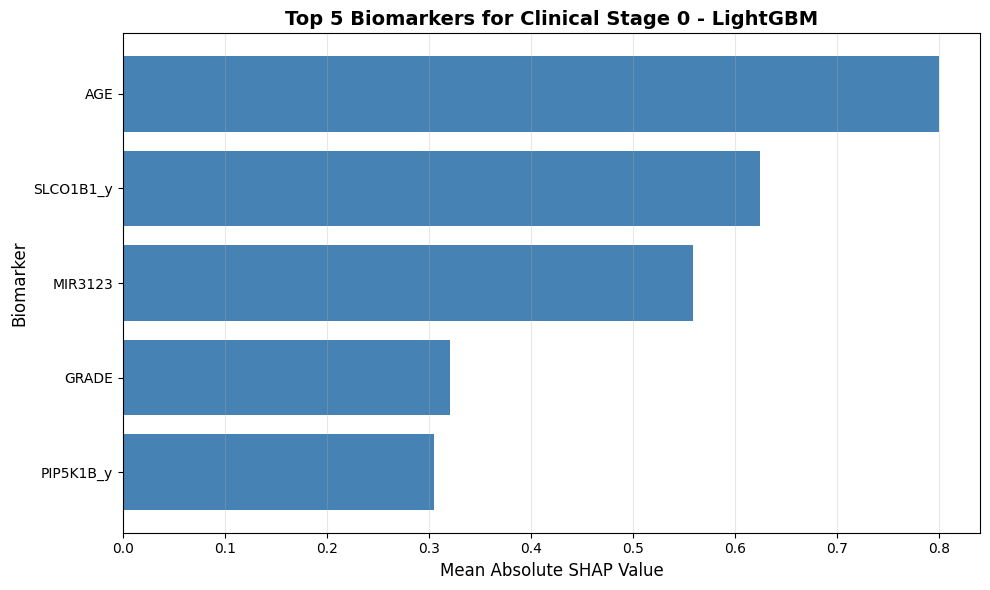 Top 5 Biomarkers for Clinical Stage 0 - LightGBM
Biomarker
AGE
SLCO1B1_y
MIR3123
GRADE
PIP5K1B_y
0.0 0.1 0.2 0.3 0.4 0.5 0.6 0.7 0.8
Mean Absolute SHAP Value